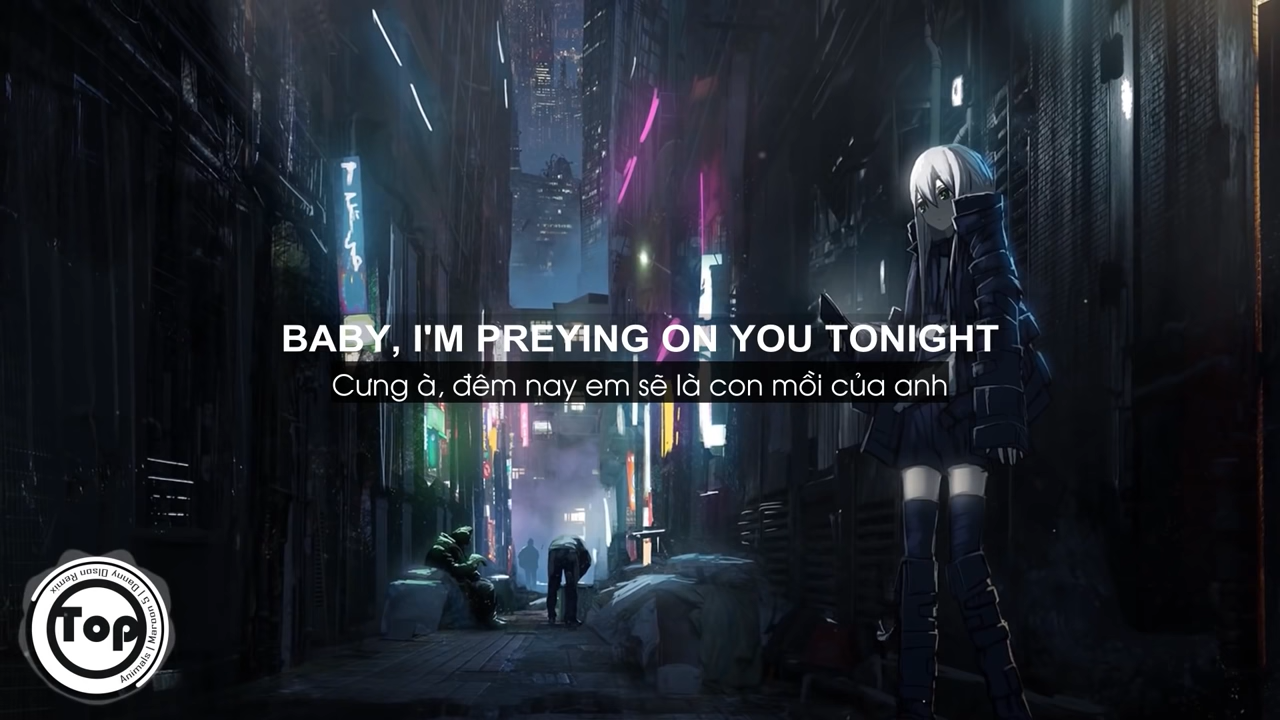 BABY, I'M PREYING ON YOU TONIGHT
Cưng à, đêm nay em sẽ là con mồi của anh
Top
Animals | Maroon 5 | Danny Olson Remix